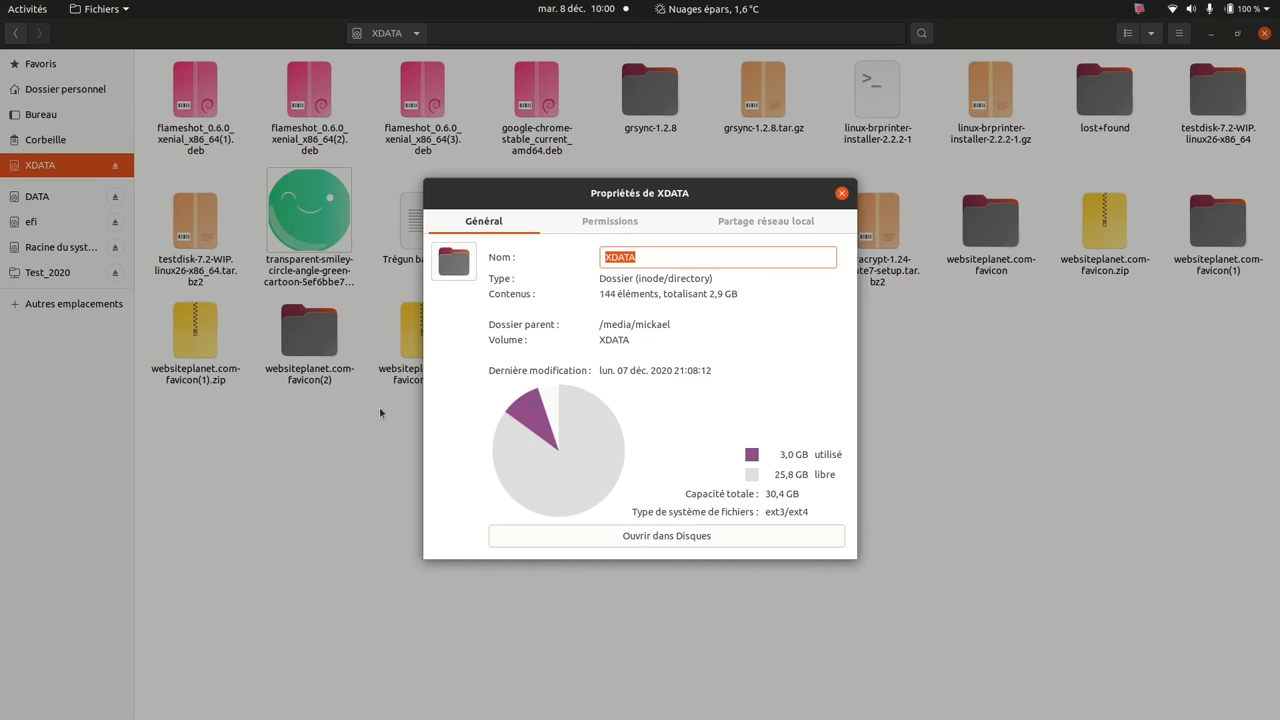 Activités Fichiers mar. 8 déc. 10:00 Nuages épars, 1,6 °C 100 %
XDATA
Favoris
Dossier personnel
Bureau
Corbeille
XDATA
DATA
efi
Racine du syst…
Test_2020
Autres emplacements
flameshot_0.6.0_
xenial_x86_64(1).
deb
flameshot_0.6.0_
xenial_x86_64(2).
deb
flameshot_0.6.0_
xenial_x86_64(3).
deb
google-chrome-
stable_current_
amd64.deb
grsync-1.2.8
grsync-1.2.8.tar.gz
>_
linux-brprinter-
installer-2.2.2-1
linux-brprinter-
installer-2.2.2-1.gz
lost+found
testdisk-7.2-WIP.
linux26-x86_64
testdisk-7.2-WIP.
linux26-x86_64.tar.
bz2
transparent-smiley-
circle-angle-green-
cartoon-5ef6bbe7…
Trégun
racrypt-1.24-
ate7-setup.tar.
bz2
websiteplanet.com-
favicon
websiteplanet.com-
favicon.zip
websiteplanet.com-
favicon(1)
websiteplanet.com-
favicon(1).zip
websiteplanet.com-
favicon(2)
website
favicon
Propriétés de XDATA
Général Permissions Partage réseau local
Nom : XDATA
Type : Dossier (inode/directory)
Contenus : 144 éléments, totalisant 2,9 GB
Dossier parent : /media/mickael
Volume : XDATA
Dernière modification : lun. 07 déc. 2020 21:08:12
3,0 GB utilisé
25,8 GB libre
Capacité totale : 30,4 GB
Type de système de fichiers : ext3/ext4
Ouvrir dans Disques